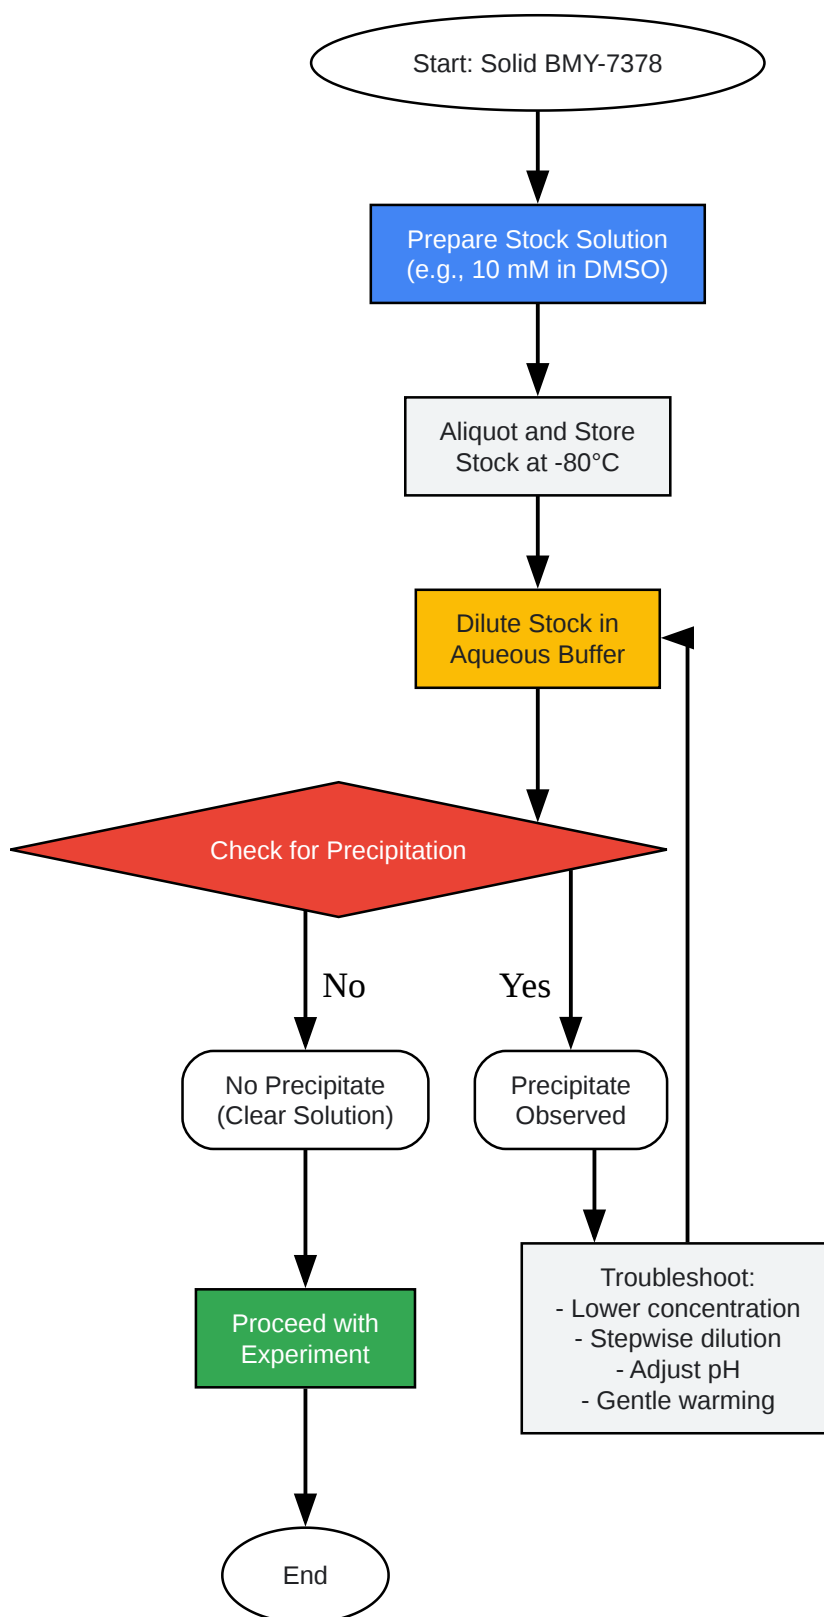 Start: Solid BMY-7378
Prepare Stock Solution
(e.g., 10 mM in DMSO)
Aliquot and Store
Stock at -80°C
Dilute Stock in
Aqueous Buffer
Check for Precipitation
No
Yes
No Precipitate
(Clear Solution)
Precipitate
Observed
Troubleshoot:
- Lower concentration
- Stepwise dilution
- Adjust pH
- Gentle warming
Proceed with
Experiment
End